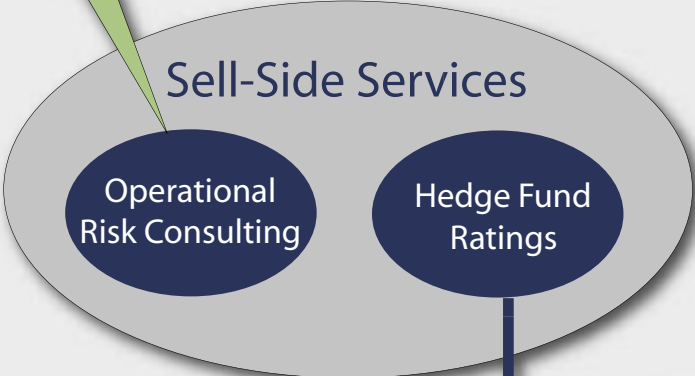 Sell-Side Services
Operational
Risk Consulting
Hedge Fund
Ratings